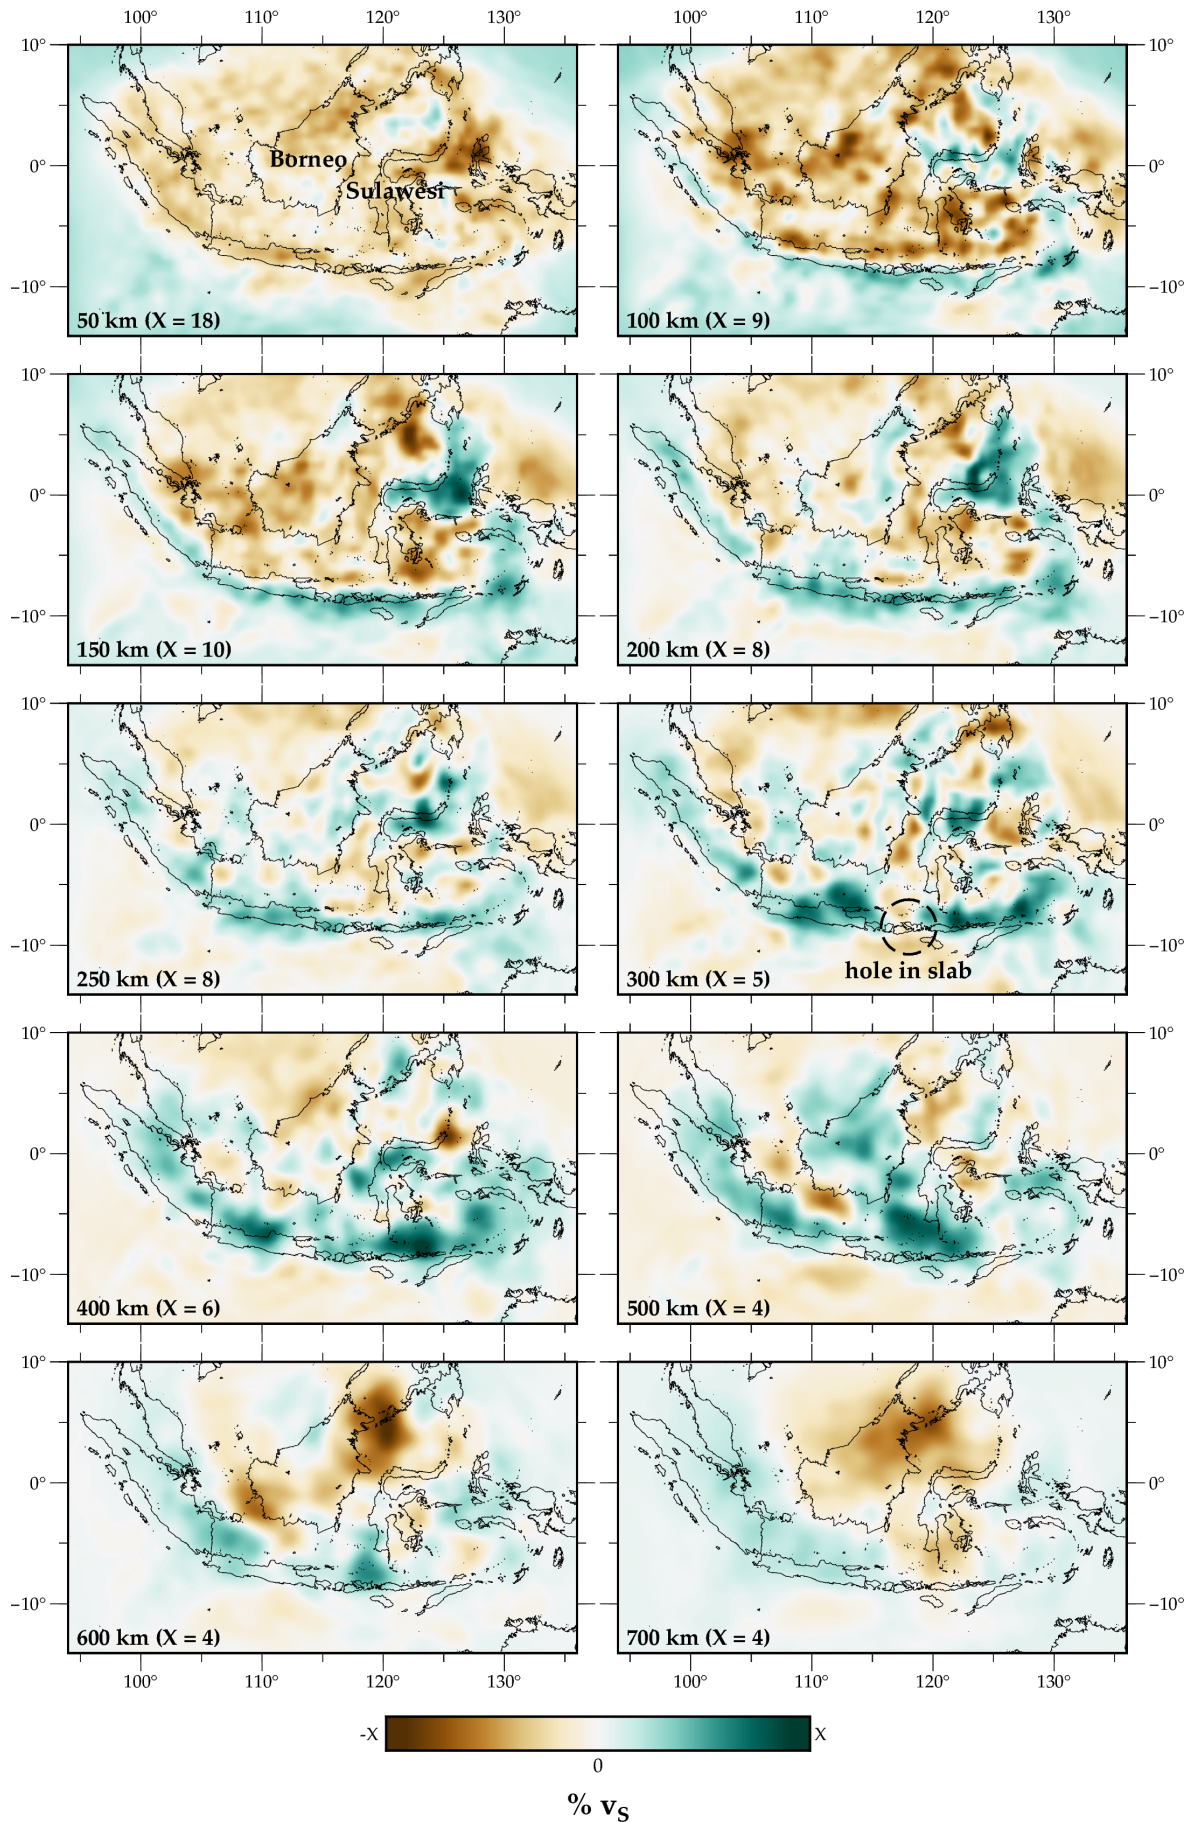 100° 110° 120° 130° 100° 110° 120° 130°
10° 10°
Borneo
0° 0°
Sulawesi
−10° −10°
50 km (X = 18) 100 km (X = 9)
10° 10°
0° 0°
−10° −10°
150 km (X = 10) 200 km (X = 8)
10° 10°
0° 0°
−10° −10°
hole in slab
250 km (X = 8) 300 km (X = 5)
10° 10°
0° 0°
−10° −10°
400 km (X = 6) 500 km (X = 4)
10° 10°
0° 0°
−10° −10°
600 km (X = 4) 700 km (X = 4)
100° 110° 120° 130° 100° 110° 120° 130°
-X X
0
% vS